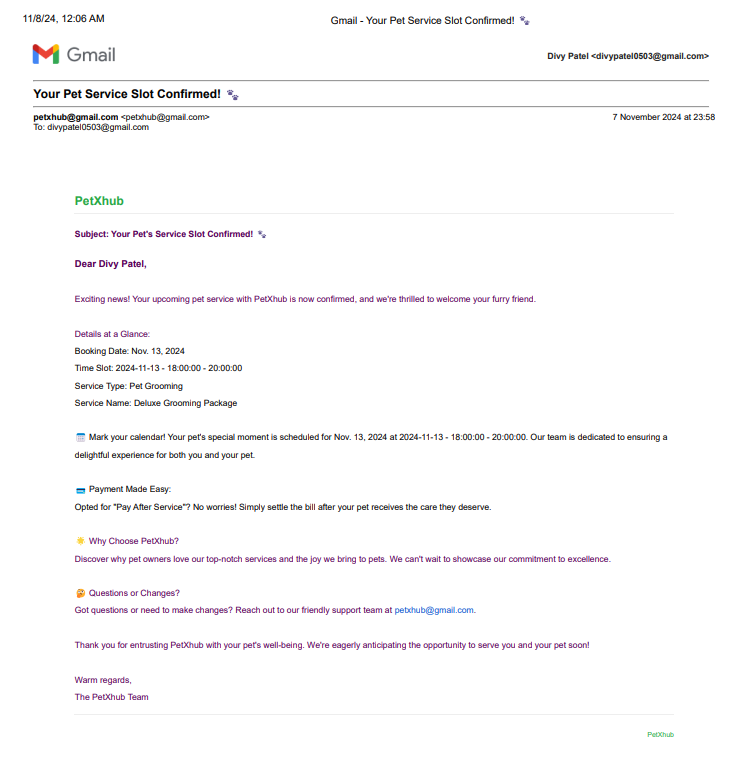 11/8/24, 12:06 AM Gmail - Your Pet Service Slot Confirmed! 🐾
Gmail Divy Patel <divypatel0503@gmail.com>
Your Pet Service Slot Confirmed! 🐾
petxhub@gmail.com <petxhub@gmail.com> 7 November 2024 at 23:58
To: divypatel0503@gmail.com
PetXhub
Subject: Your Pet's Service Slot Confirmed! 🐾
Dear Divy Patel,
Exciting news! Your upcoming pet service with PetXhub is now confirmed, and we're thrilled to welcome your furry friend.
Details at a Glance:
Booking Date: Nov. 13, 2024
Time Slot: 2024-11-13 - 18:00:00 - 20:00:00
Service Type: Pet Grooming
Service Name: Deluxe Grooming Package
📅 Mark your calendar! Your pet's special moment is scheduled for Nov. 13, 2024 at 2024-11-13 - 18:00:00 - 20:00:00. Our team is dedicated to ensuring a
delightful experience for both you and your pet.
💳 Payment Made Easy:
Opted for "Pay After Service"? No worries! Simply settle the bill after your pet receives the care they deserve.
🌟 Why Choose PetXhub?
Discover why pet owners love our top-notch services and the joy we bring to pets. We can't wait to showcase our commitment to excellence.
🤔 Questions or Changes?
Got questions or need to make changes? Reach out to our friendly support team at petxhub@gmail.com.
Thank you for entrusting PetXhub with your pet's well-being. We're eagerly anticipating the opportunity to serve you and your pet soon!
Warm regards,
The PetXhub Team
PetXhub